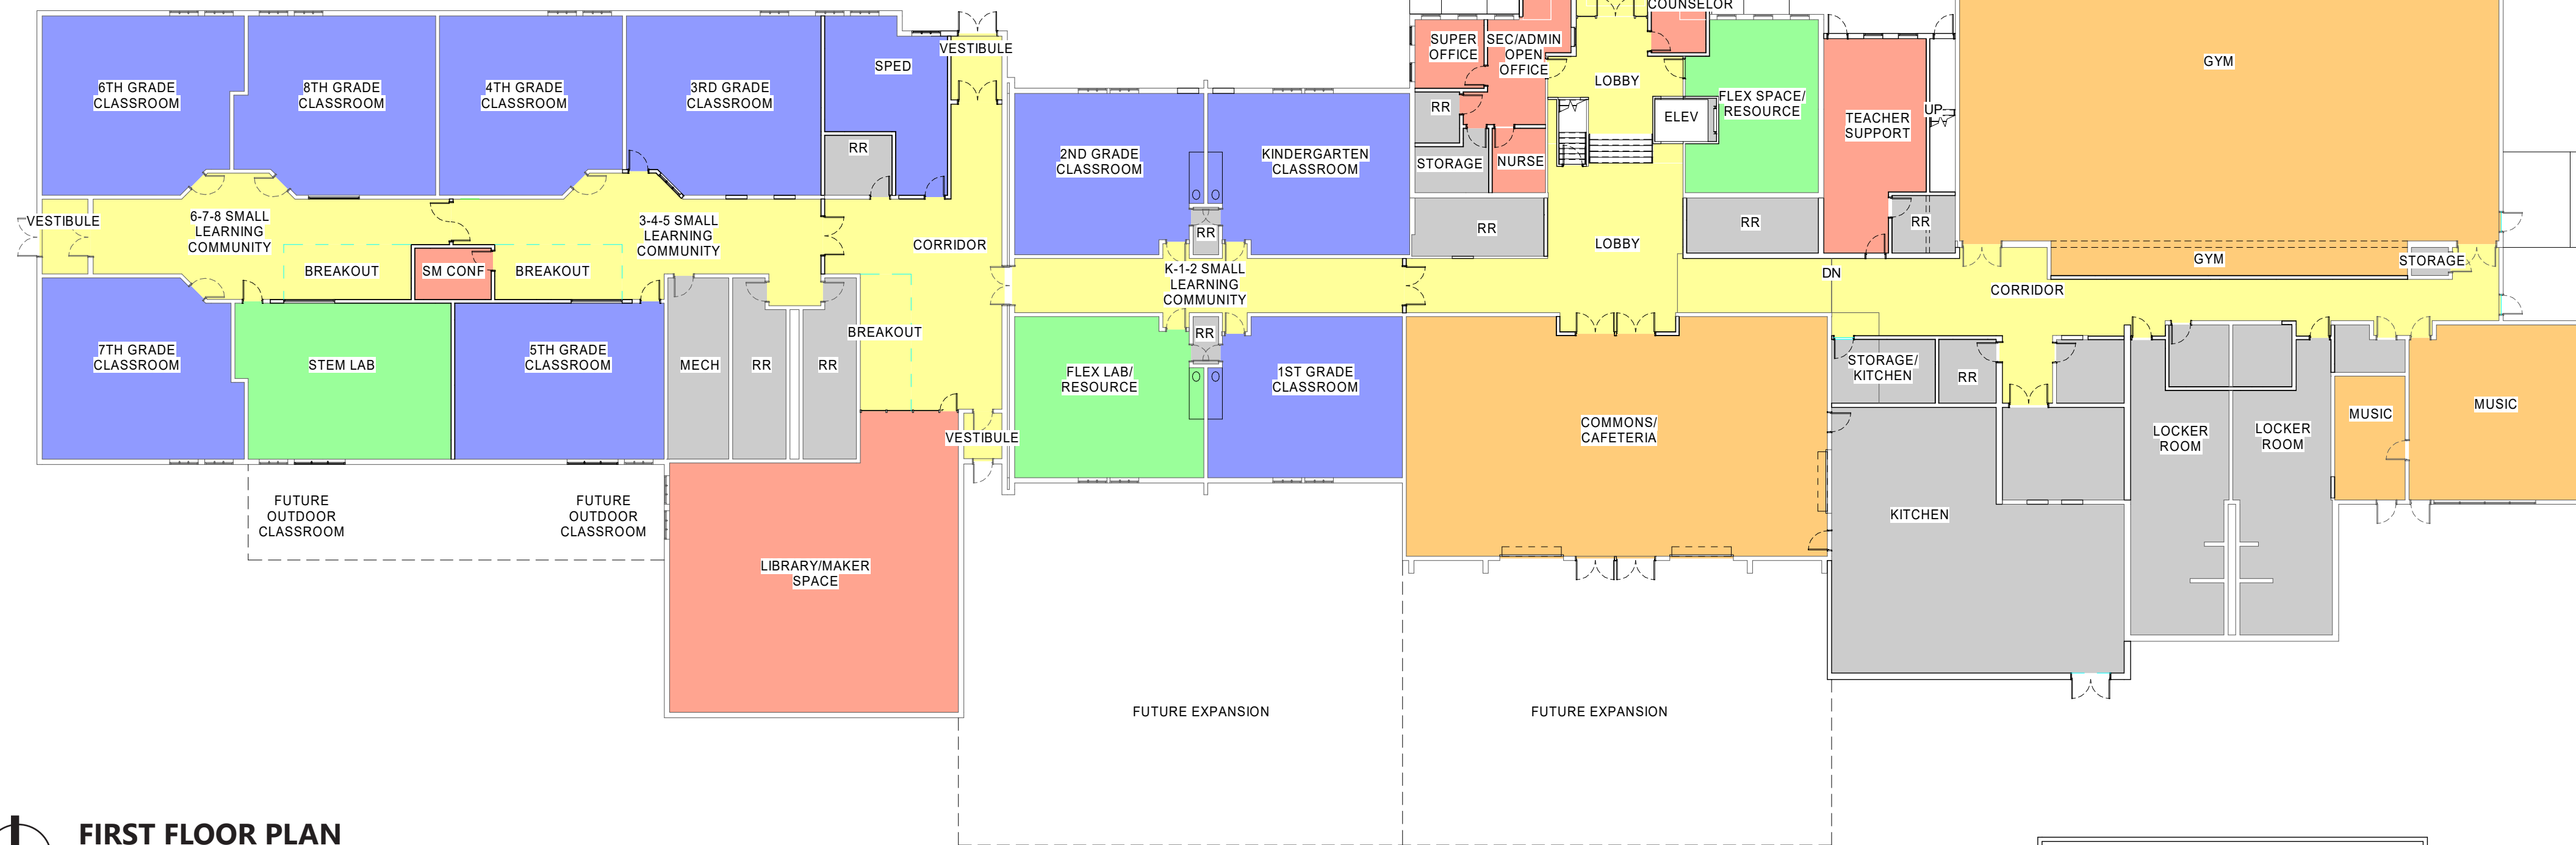 COUNSELOR
SUPER
OFFICE
SEC/ADMIN
OPEN
OFFICE
VESTIBULE
SPED
LOBBY
GYM
6TH GRADE
CLASSROOM
8TH GRADE
CLASSROOM
4TH GRADE
CLASSROOM
3RD GRADE
CLASSROOM
RR
FLEX SPACE/
RESOURCE
ELEV
TEACHER
SUPPORT
UP
RR
2ND GRADE
CLASSROOM
KINDERGARTEN
CLASSROOM
STORAGE
NURSE
VESTIBULE
6-7-8 SMALL
LEARNING
COMMUNITY
3-4-5 SMALL
LEARNING
COMMUNITY
CORRIDOR
RR
RR
LOBBY
RR
RR
BREAKOUT
SM CONF
BREAKOUT
K-1-2 SMALL
LEARNING
COMMUNITY
DN
GYM
STORAGE
CORRIDOR
BREAKOUT
RR
7TH GRADE
CLASSROOM
STEM LAB
5TH GRADE
CLASSROOM
MECH
RR
RR
FLEX LAB/
RESOURCE
1ST GRADE
CLASSROOM
STORAGE/
KITCHEN
RR
COMMONS/
CAFETERIA
LOCKER
ROOM
LOCKER
ROOM
MUSIC
MUSIC
VESTIBULE
FUTURE
OUTDOOR
CLASSROOM
FUTURE
OUTDOOR
CLASSROOM
KITCHEN
LIBRARY/MAKER
SPACE
FUTURE EXPANSION
FUTURE EXPANSION
FIRST FLOOR PLAN